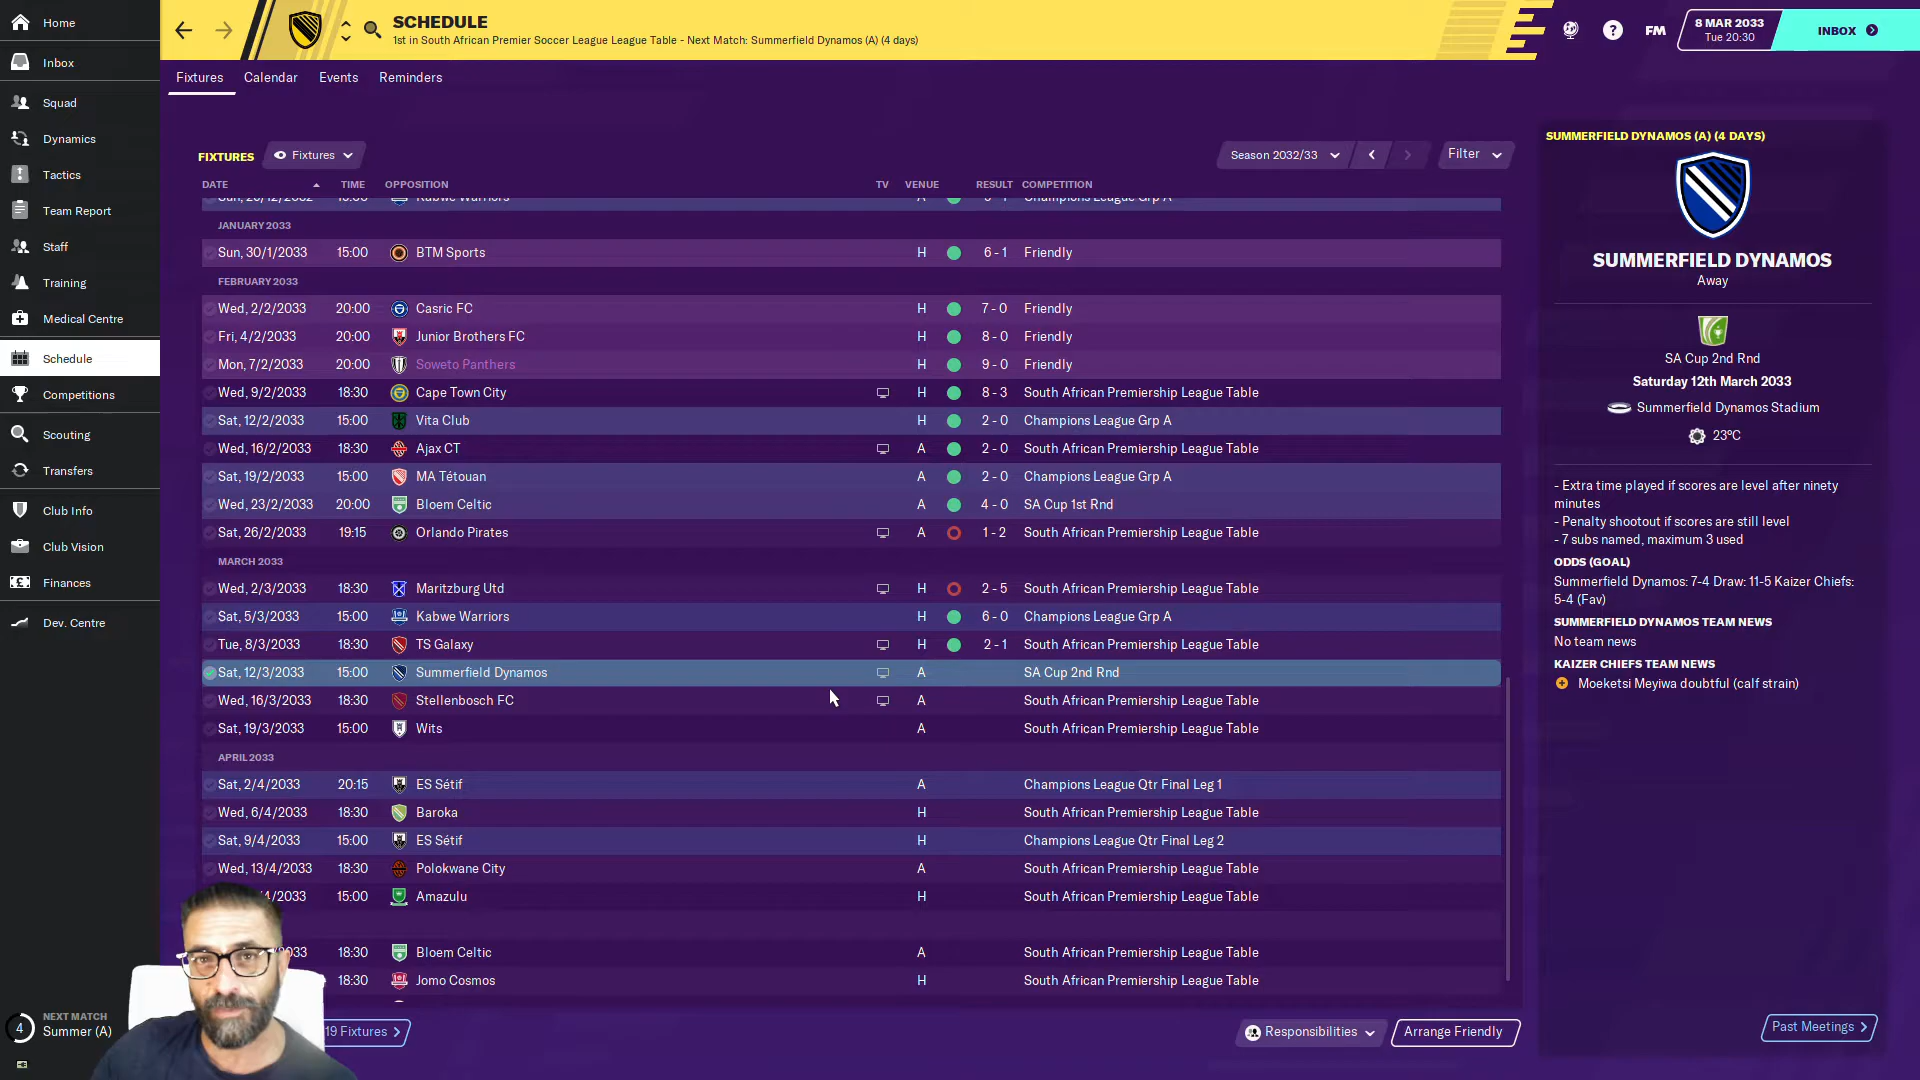 Home
Inbox
Squad
Dynamics
Tactics
Team Report
Staff
Training
Medical Centre
Schedule
Competitions
Scouting
Transfers
Club Info
Club Vision
Finances
Dev. Centre
4
NEXT MATCH
Summer (A)
SCHEDULE
1st in South African Premier Soccer League League Table - Next Match: Summerfield Dynamos (A) (4 days)
FM
8 MAR 2033
Tue 20:30
INBOX
Fixtures Calendar Events Reminders
FIXTURES Fixtures Season 2032/33 Filter
DATE TIME OPPOSITION TV VENUE RESULT COMPETITION
Kabwe Warriors A Champions League Grp A
JANUARY 2033
Sun, 30/1/2033 15:00 BTM Sports H 6 - 1 Friendly
FEBRUARY 2033
Wed, 2/2/2033 20:00 Casric FC H 7 - 0 Friendly
Fri, 4/2/2033 20:00 Junior Brothers FC H 8 - 0 Friendly
Mon, 7/2/2033 20:00 Soweto Panthers H 9 - 0 Friendly
Wed, 9/2/2033 18:30 Cape Town City H 8 - 3 South African Premiership League Table
Sat, 12/2/2033 15:00 Vita Club H 2 - 0 Champions League Grp A
Wed, 16/2/2033 18:30 Ajax CT A 2 - 0 South African Premiership League Table
Sat, 19/2/2033 15:00 MA Tétouan A 2 - 0 Champions League Grp A
Wed, 23/2/2033 20:00 Bloem Celtic A 4 - 0 SA Cup 1st Rnd
Sat, 26/2/2033 19:15 Orlando Pirates A 1 - 2 South African Premiership League Table
MARCH 2033
Wed, 2/3/2033 18:30 Maritzburg Utd H 2 - 5 South African Premiership League Table
Sat, 5/3/2033 15:00 Kabwe Warriors H 6 - 0 Champions League Grp A
Tue, 8/3/2033 18:30 TS Galaxy H 2 - 1 South African Premiership League Table
Sat, 12/3/2033 15:00 Summerfield Dynamos A SA Cup 2nd Rnd
Wed, 16/3/2033 18:30 Stellenbosch FC A South African Premiership League Table
Sat, 19/3/2033 15:00 Wits A South African Premiership League Table
APRIL 2033
Sat, 2/4/2033 20:15 ES Sétif A Champions League Qtr Final Leg 1
Wed, 6/4/2033 18:30 Baroka H South African Premiership League Table
Sat, 9/4/2033 15:00 ES Sétif H Champions League Qtr Final Leg 2
Wed, 13/4/2033 18:30 Polokwane City A South African Premiership League Table
/4/2033 15:00 Amazulu H South African Premiership League Table
033 18:30 Bloem Celtic A South African Premiership League Table
18:30 Jomo Cosmos H South African Premiership League Table
19 Fixtures Responsibilities Arrange Friendly
SUMMERFIELD DYNAMOS (A) (4 DAYS)
SUMMERFIELD DYNAMOS
Away
SA Cup 2nd Rnd
Saturday 12th March 2033
Summerfield Dynamos Stadium
23°C
- Extra time played if scores are level after ninety
minutes
- Penalty shootout if scores are still level
- 7 subs named, maximum 3 used
ODDS (GOAL)
Summerfield Dynamos: 7-4 Draw: 11-5 Kaizer Chiefs:
5-4 (Fav)
SUMMERFIELD DYNAMOS TEAM NEWS
No team news
KAIZER CHIEFS TEAM NEWS
Moeketsi Meyiwa doubtful (calf strain)
Past Meetings